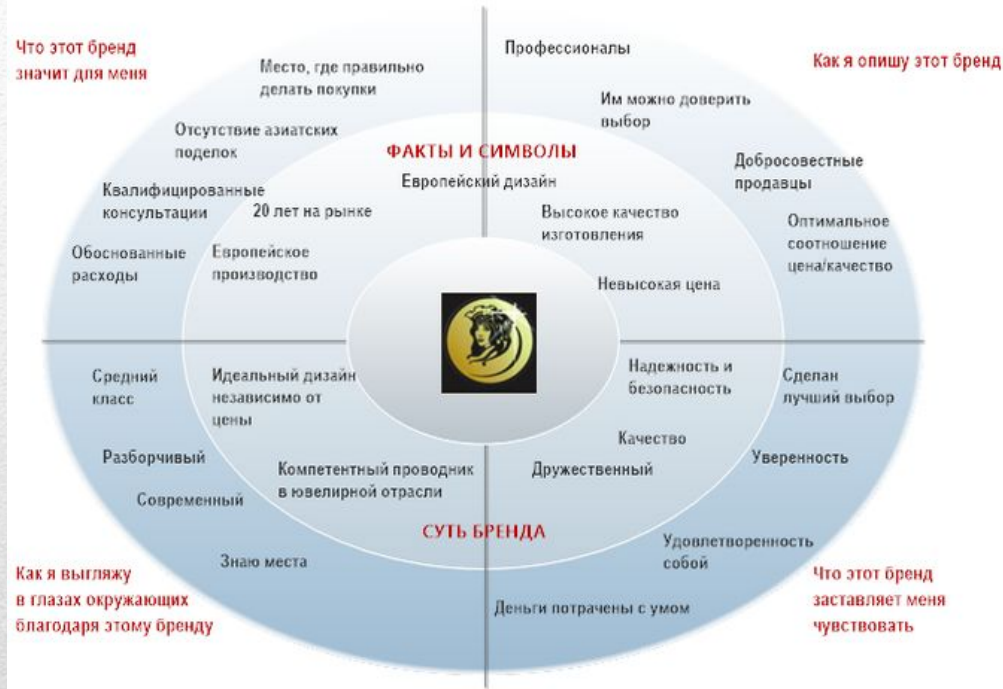 Что этот бренд
значит для меня
Профессионалы
Как я опишу этот бренд
Место, где правильно
делать покупки
Им можно доверить
выбор
Отсутствие азиатских
поделок
ФАКТЫ И СИМВОЛЫ
Добросовестные
продавцы
Европейский дизайн
Квалифицированные
консультации
20 лет на рынке
Высокое качество
изготовления
Оптимальное
соотношение
цена/качество
Обоснованные
расходы
Европейское
производство
Невысокая цена
Средний
класс
Идеальный дизайн
независимо от
цены
Надежность и
безопасность
Сделан
лучший выбор
Качество
Разборчивый
Компетентный проводник
в ювелирной отрасли
Дружественный
Уверенность
Современный
СУТЬ БРЕНДА
Знаю места
Удовлетворенность
собой
Как я выгляжу
в глазах окружающих
благодаря этому бренду
Деньги потрачены с умом
Что этот бренд
заставляет меня
чувствовать